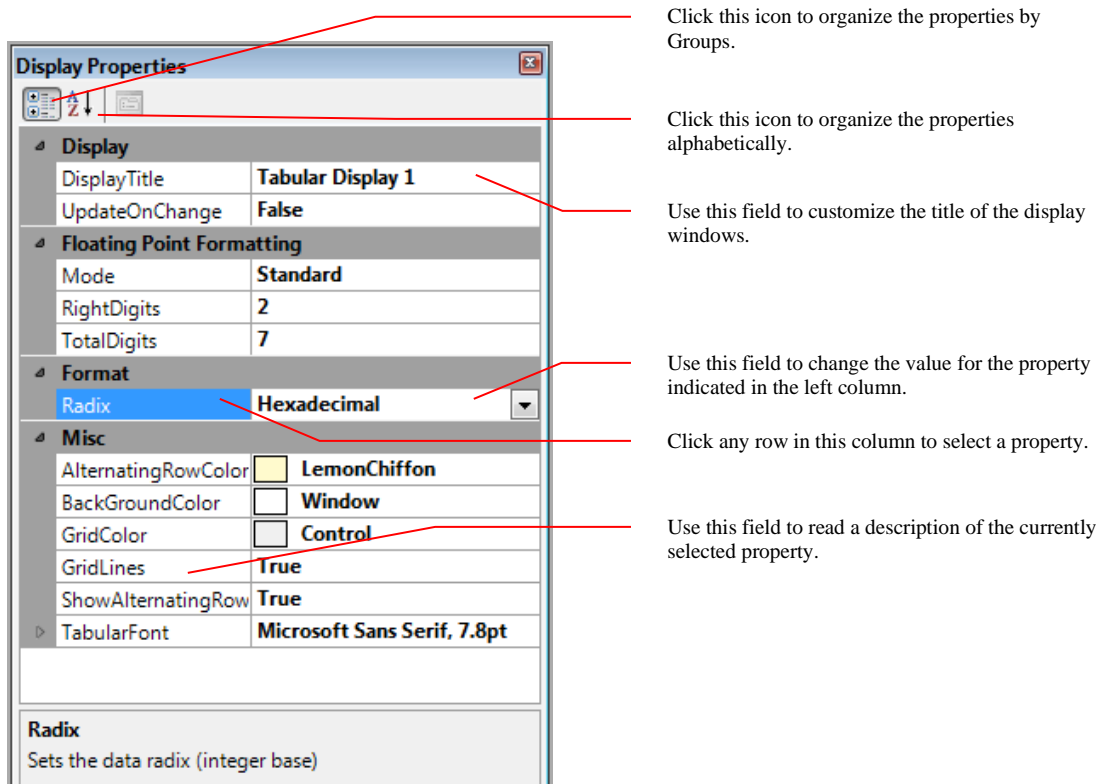 Click this icon to organize the properties by
Groups.
Display Properties
Click this icon to organize the properties
alphabetically.
Display
DisplayTitle Tabular Display 1
UpdateOnChange False
Use this field to customize the title of the display
windows.
Floating Point Formatting
Mode Standard
RightDigits 2
TotalDigits 7
Format
Radix Hexadecimal
Use this field to change the value for the property
indicated in the left column.
Misc
Click any row in this column to select a property.
AlternatingRowColor LemonChiffon
BackGroundColor Window
GridColor Control
GridLines True
Use this field to read a description of the currently
selected property.
ShowAlternatingRow True
TabularFont Microsoft Sans Serif, 7.8pt
Radix
Sets the data radix (integer base)